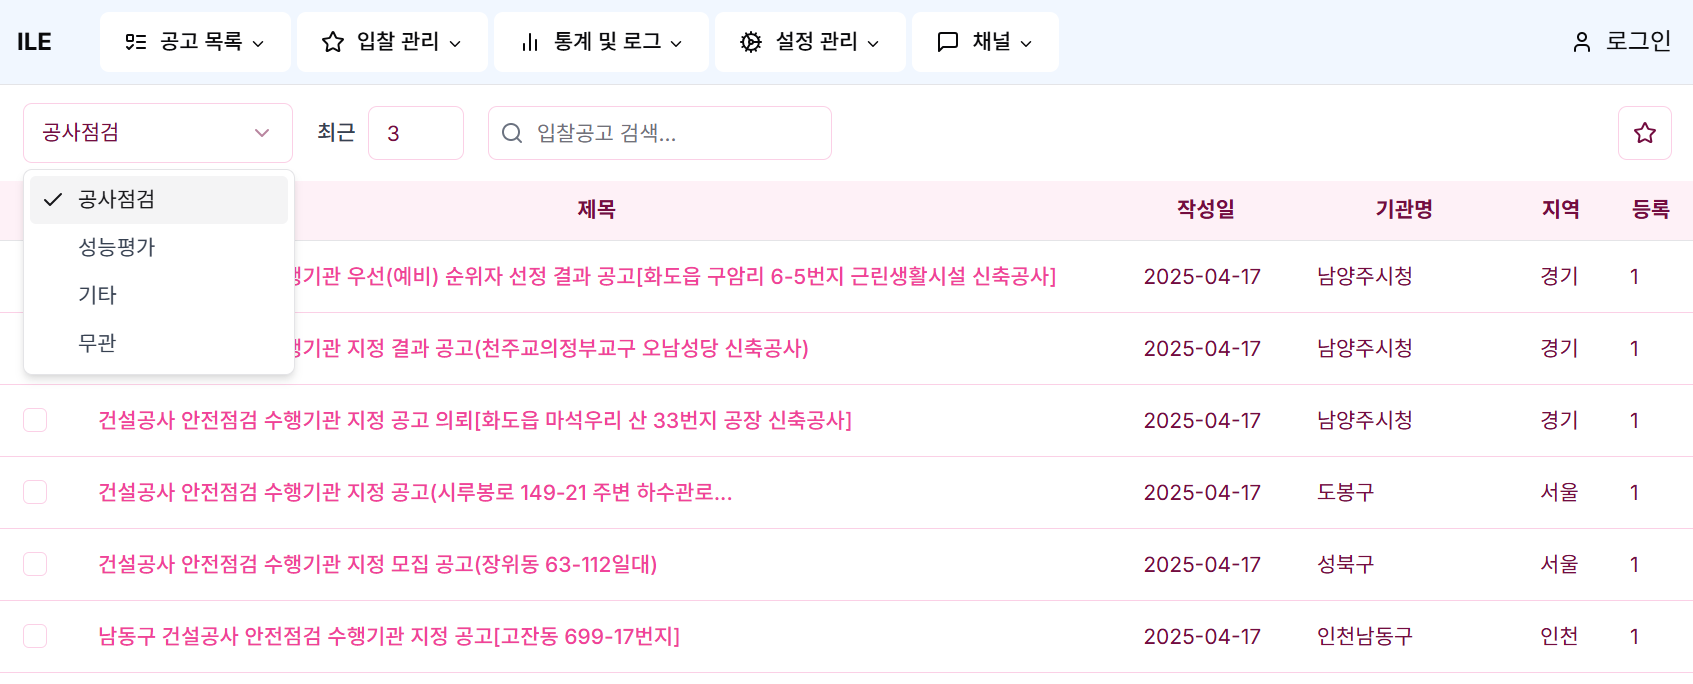 ILE 공고 목록 입찰 관리 통계 및 로그 설정 관리 채널 로그인
공사점검 최근 3 입찰공고 검색...
공사점검
성능평가
기타
무관
제목 작성일 기관명 지역 등록
행기관 우선(예비) 순위자 선정 결과 공고[화도읍 구암리 6-5번지 근린생활시설 신축공사] 2025-04-17 남양주시청 경기 1
행기관 지정 결과 공고(천주교의정부교구 오남성당 신축공사) 2025-04-17 남양주시청 경기 1
건설공사 안전점검 수행기관 지정 공고 의뢰[화도읍 마석우리 산 33번지 공장 신축공사] 2025-04-17 남양주시청 경기 1
건설공사 안전점검 수행기관 지정 공고(시루봉로 149-21 주변 하수관로... 2025-04-17 도봉구 서울 1
건설공사 안전점검 수행기관 지정 모집 공고(장위동 63-112일대) 2025-04-17 성북구 서울 1
남동구 건설공사 안전점검 수행기관 지정 공고[고잔동 699-17번지] 2025-04-17 인천남동구 인천 1